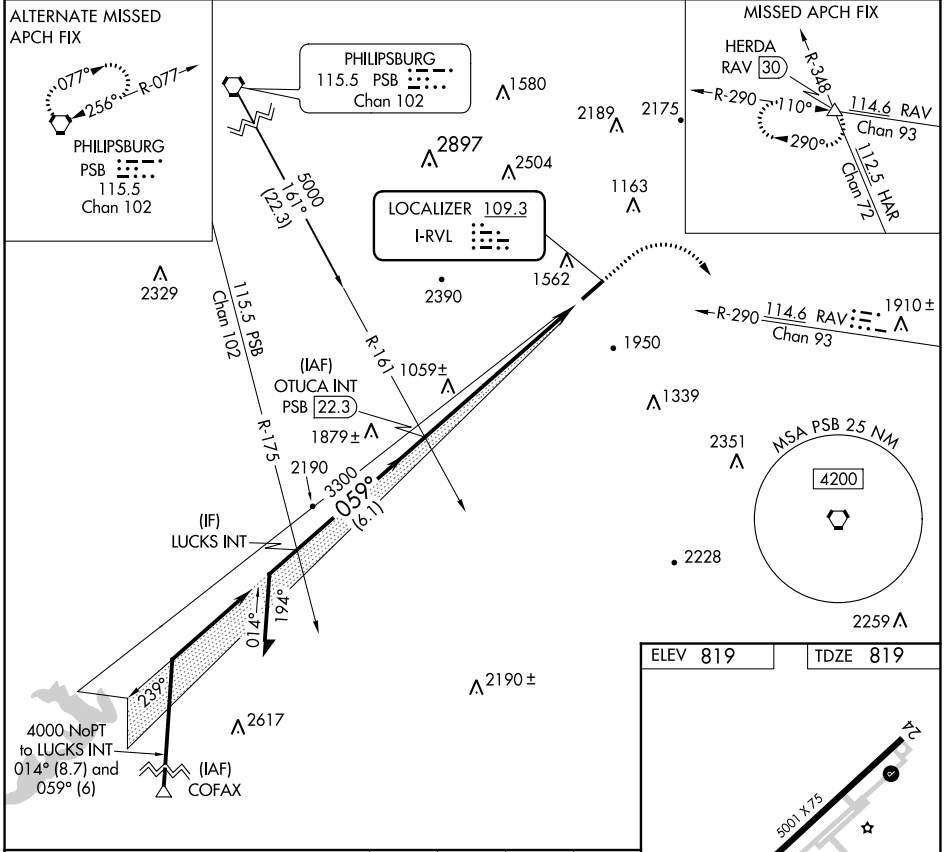 ALTERNATE MISSED
APCH FIX
077°
256°
R-077
PHILIPSBURG
PSB
115.5
Chan 102
PHILIPSBURG
115.5 PSB
Chan 102
MISSED APCH FIX
HERDA
RAV 30
R-348
R-290
110°
290°
114.6 RAV
Chan 93
112.5 HAR
Chan 72
1580
2189
2175
2897
2504
1163
5000
161°
(22.3)
LOCALIZER 109.3
I-RVL
1562
2329
2390
115.5 PSB
Chan 102
R-161
R-290
114.6 RAV
Chan 93
1910±
1950
(IAF)
OTUCA INT
PSB 22.3
1059±
1339
1879±
R-175
2351
MSA PSB 25 NM
4200
2190
3300
059°
(6.1)
(IF)
LUCKS INT
2228
014°
194°
2259
239°
2190±
2617
4000 NoPT
to LUCKS INT
014° (8.7) and
059° (6)
(IAF)
COFAX
ELEV 819
TDZE 819
24
P
5001 X 75